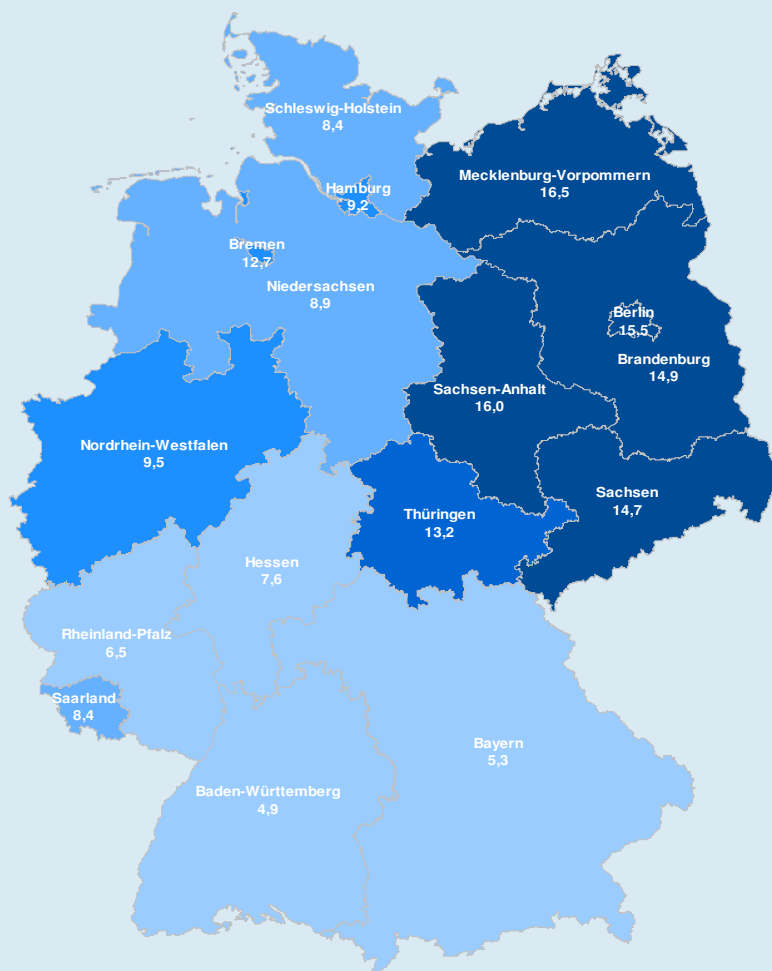 Schleswig-Holstein
8,4
Mecklenburg-Vorpommern
16,5
Hamburg
9,2
Bremen
12,7
Niedersachsen
8,9
Berlin
15,5
Brandenburg
14,9
Sachsen-Anhalt
16,0
Nordrhein-Westfalen
9,5
Sachsen
14,7
Thüringen
13,2
Hessen
7,6
Rheinland-Pfalz
6,5
Saarland
8,4
Bayern
5,3
Baden-Württemberg
4,9